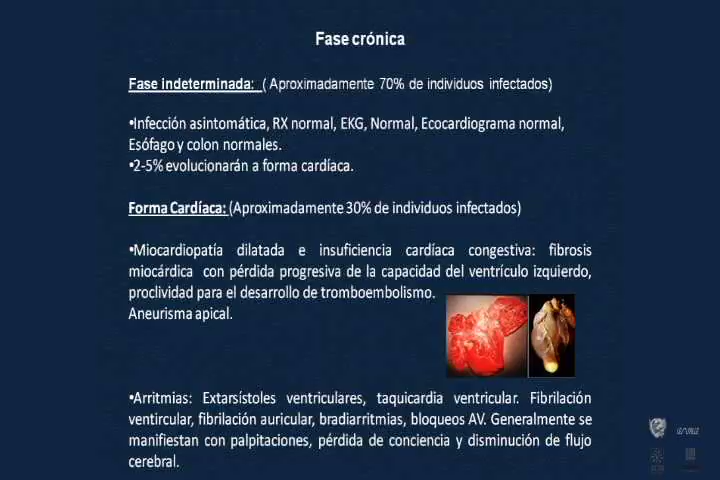 Fase crónica
Fase indeterminada: ( Aproximadamente 70% de individuos infectados)
•Infección asintomática, RX normal, EKG, Normal, Ecocardiograma normal,
Esófago y colon normales.
•2-5% evolucionarán a forma cardíaca.
Forma Cardíaca: (Aproximadamente 30% de individuos infectados)
•Miocardiopatía dilatada e insuficiencia cardíaca congestiva: fibrosis
miocárdica con pérdida progresiva de la capacidad del ventrículo izquierdo,
proclividad para el desarrollo de tromboembolismo.
Aneurisma apical.
•Arritmias: Extarsístoles ventriculares, taquicardia ventricular. Fibrilación
ventircular, fibrilación auricular, bradiarritmias, bloqueos AV. Generalmente se
manifiestan con palpitaciones, pérdida de conciencia y disminución de flujo
cerebral.